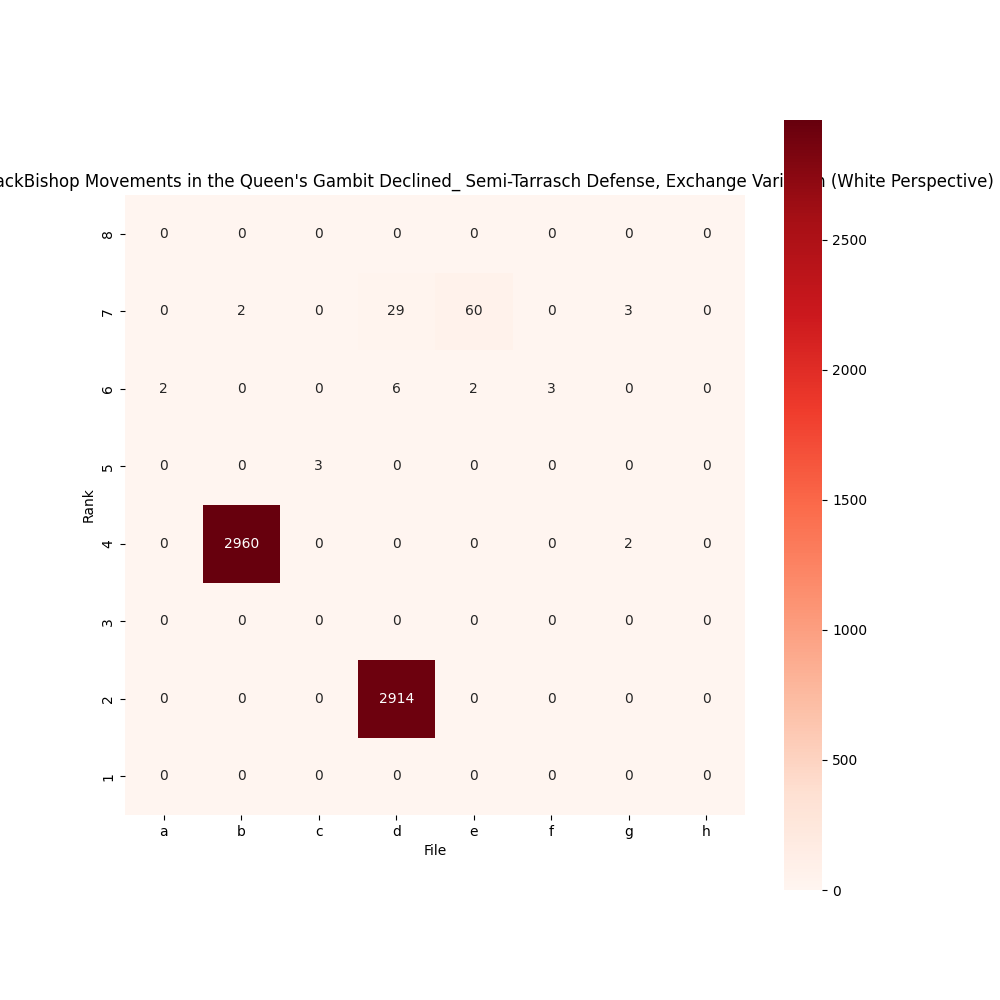 ackBishop Movements in the Queen's Gambit Declined_ Semi-Tarrasch Defense, Exchange Variation (White Perspective)
8 0 0 0 0 0 0 0 0
7 0 2 0 29 60 0 3 0
6 2 0 0 6 2 3 0 0
5 0 0 3 0 0 0 0 0
4 0 2960 0 0 0 0 2 0
3 0 0 0 0 0 0 0 0
2 0 0 0 2914 0 0 0 0
1 0 0 0 0 0 0 0 0
a b c d e f g h
File
Rank
2500
2000
1500
1000
500
0